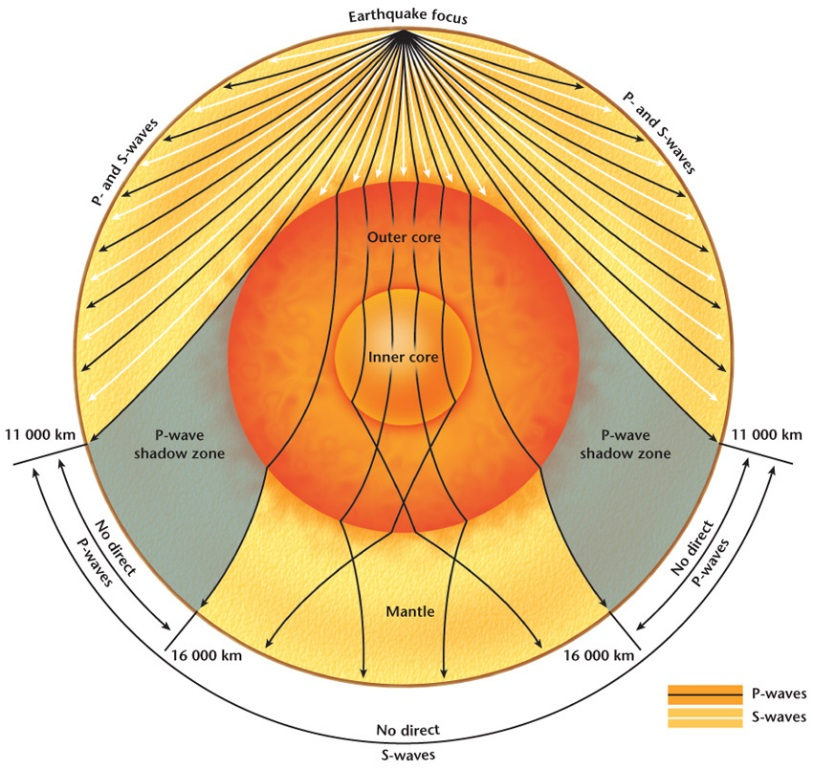 Earthquake focus
P- and S-waves
P- and S-waves
Outer core
Inner core
11 000 km
P-wave
shadow zone
P-wave
shadow zone
11 000 km
No direct
P-waves
No direct
P-waves
Mantle
16 000 km
16 000 km
P-waves
S-waves
No direct
S-waves